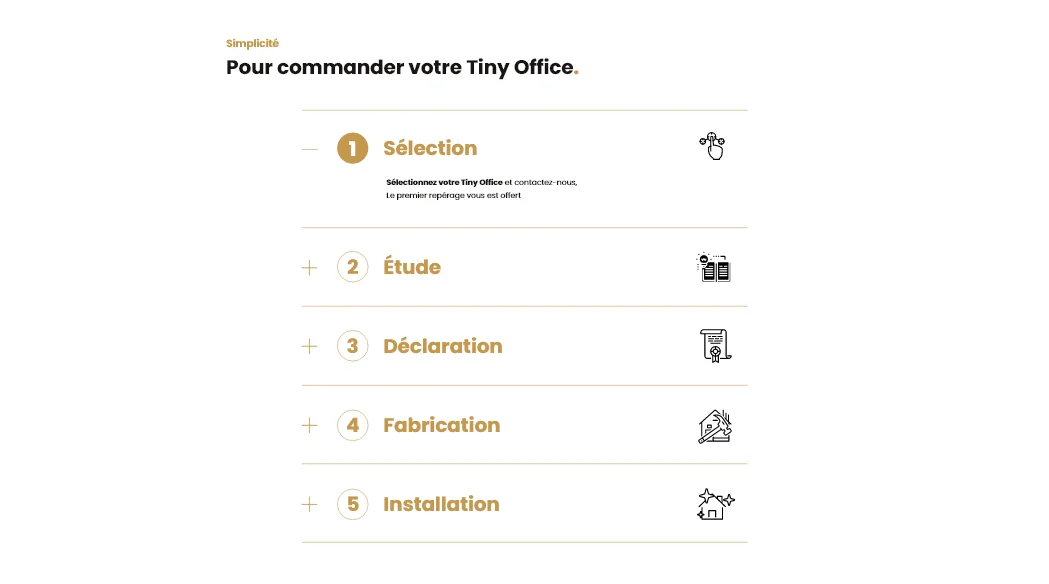 Simplicité
Pour commander votre Tiny Office.
1 Sélection
Sélectionnez votre Tiny Office et contactez-nous,
Le premier repérage vous est offert
2 Étude
3 Déclaration
4 Fabrication
5 Installation